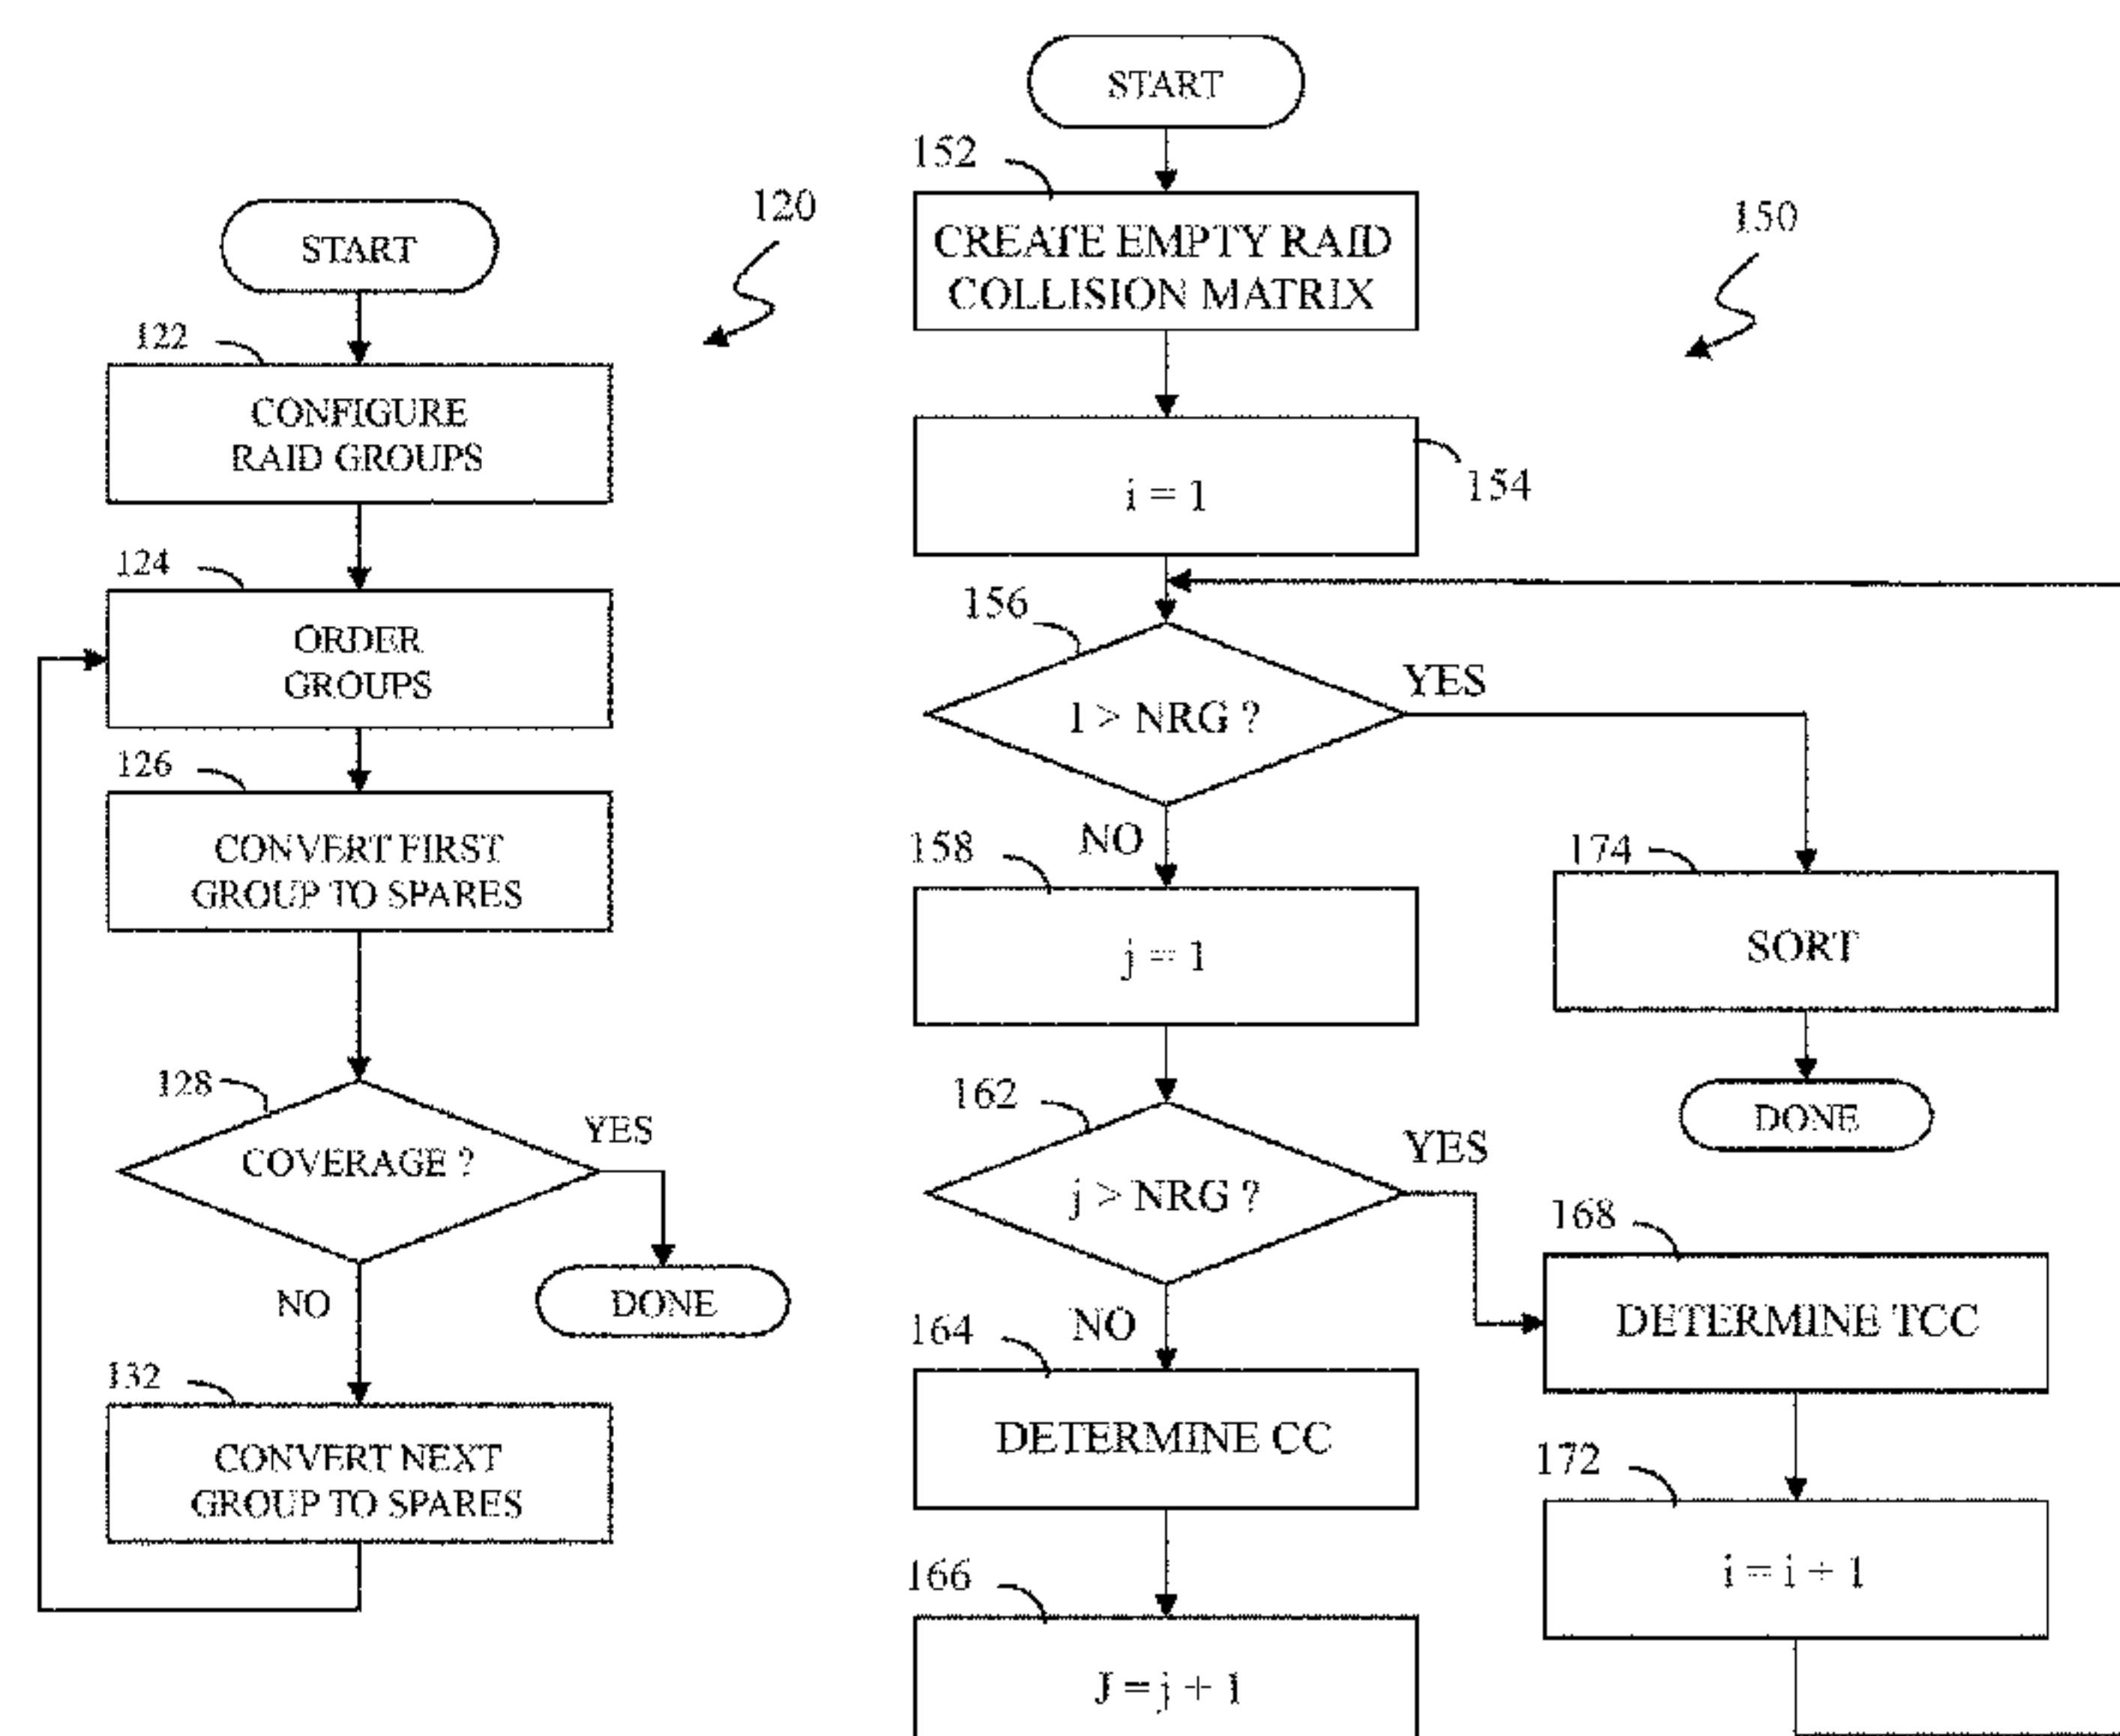 START
120
122
CONFIGURE
RAID GROUPS
124
ORDER
GROUPS
126
CONVERT FIRST
GROUP TO SPARES
128
COVERAGE ?
YES
DONE
NO
132
CONVERT NEXT
GROUP TO SPARES
START
150
152
CREATE EMPTY RAID
COLLISION MATRIX
i = 1
154
156
I > NRG ?
YES
NO
158
j = 1
174
SORT
DONE
162
j > NRG ?
YES
NO
164
DETERMINE CC
166
J = j + 1
168
DETERMINE TCC
172
i = i + 1